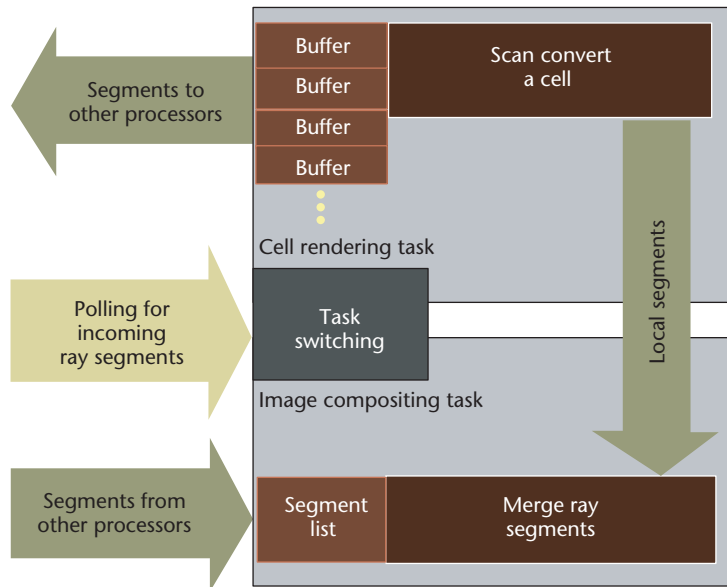 Buffer
Buffer
Buffer
Buffer
Scan convert
a cell
Segments to
other processors
Cell rendering task
Polling for
incoming
ray segments
Task
switching
Local segments
Image compositing task
Segments from
other processors
Segment
list
Merge ray
segments